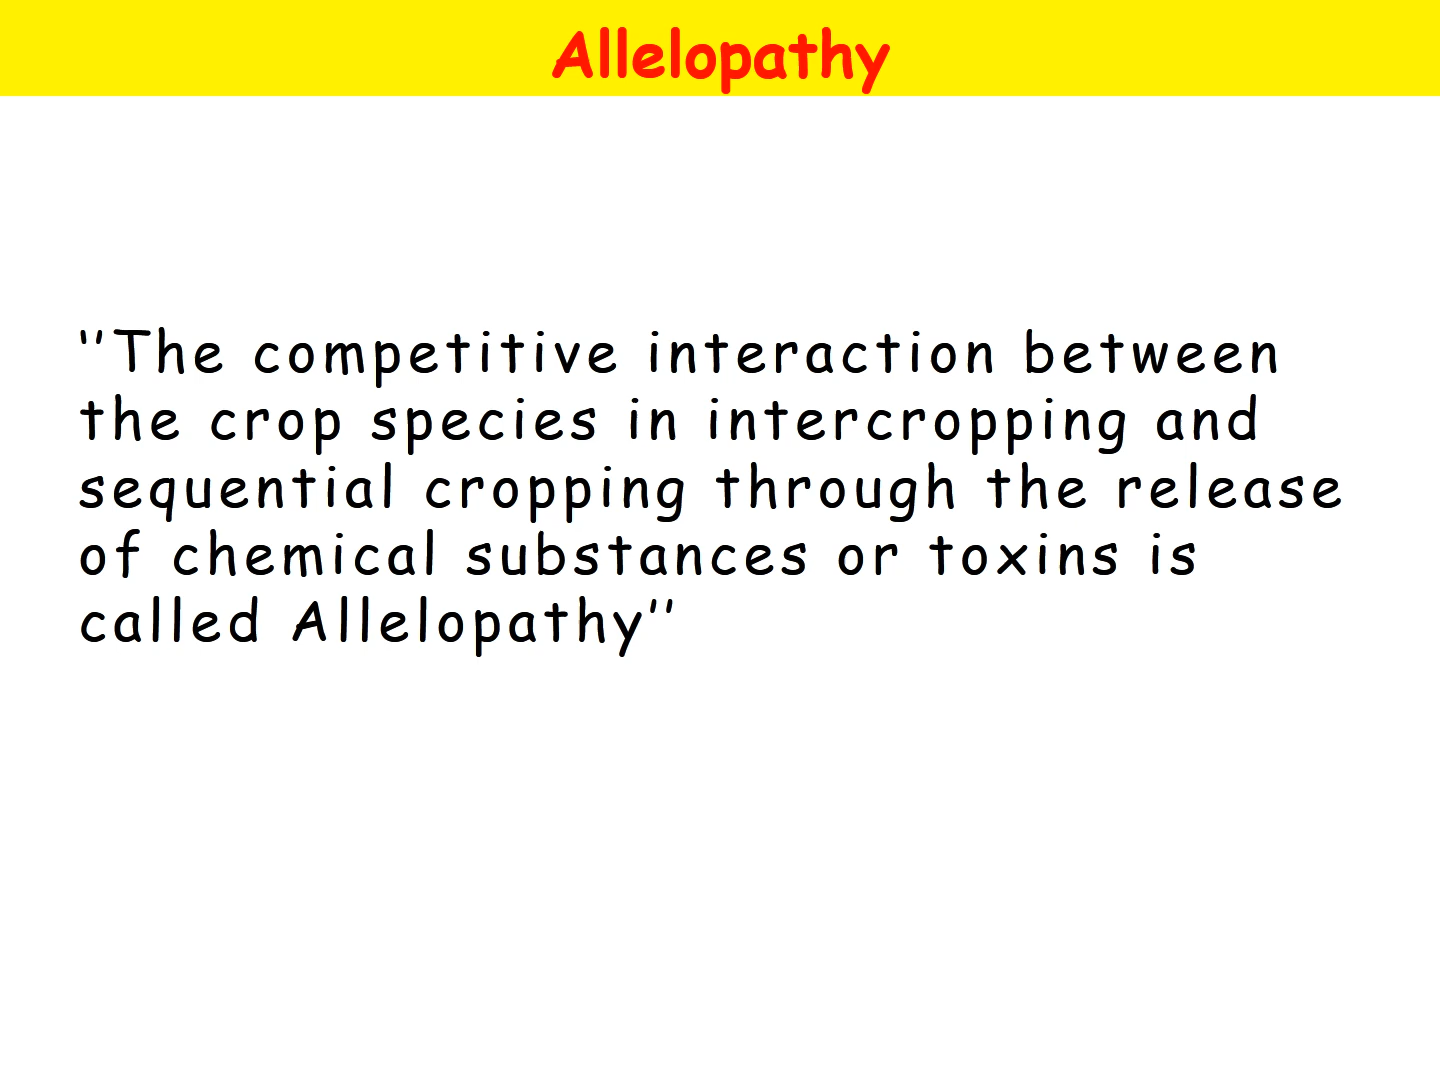 Allelopathy
‘’The competitive interaction between
the crop species in intercropping and
sequential cropping through the release
of chemical substances or toxins is
called Allelopathy’’